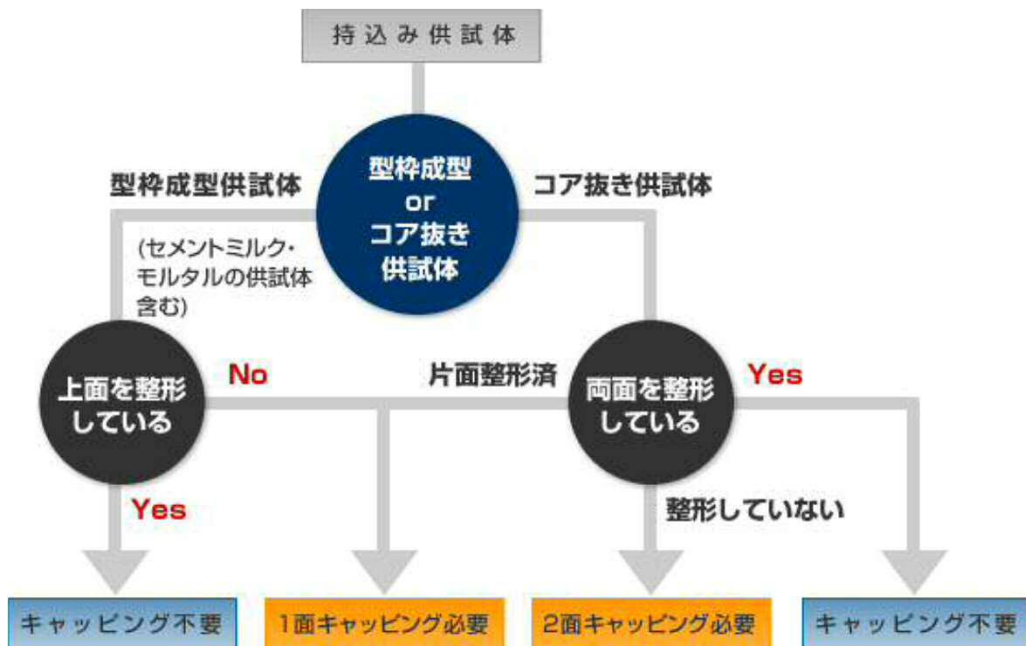 持込み供試体
型枠成型
or
コア抜き
供試体
型枠成型供試体
コア抜き供試体
(セメントミルク・
モルタルの供試体
含む)
上面を整形
している
No
片面整形済
両面を整形
している
Yes
Yes
整形していない
キャッピング不要
1面キャッピング必要
2面キャッピング必要
キャッピング不要